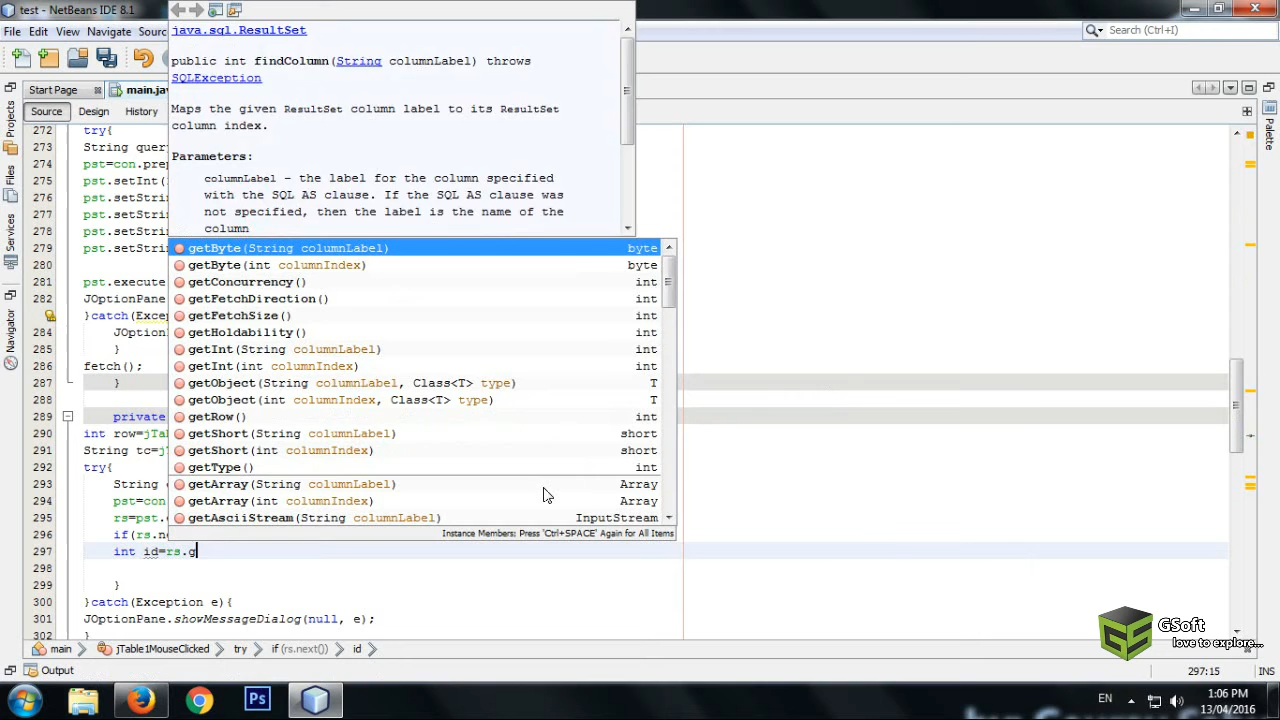 test - NetBeans IDE 8.1
File Edit View Navigate Sourc
Search (Ctrl+I)
Start Page main.ja
Source Design History
Projects
Files
Services
Navigator
Palette
java.sql.ResultSet
public int findColumn(String columnLabel) throws
SQLException
Maps the given ResultSet column label to its ResultSet
column index.
Parameters:
columnLabel - the label for the column specified
with the SQL AS clause. If the SQL AS clause was
not specified, then the label is the name of the
column
getByte(String columnLabel) byte
getByte(int columnIndex) byte
getConcurrency() int
getFetchDirection() int
getFetchSize() int
getHoldability() int
getInt(String columnLabel) int
getInt(int columnIndex) int
getObject(String columnLabel, Class<T> type) T
getObject(int columnIndex, Class<T> type) T
getRow() int
getShort(String columnLabel) short
getShort(int columnIndex) short
getType() int
getArray(String columnLabel) Array
getArray(int columnIndex) Array
getAsciiStream(String columnLabel) InputStream
Instance Members: Press 'Ctrl+SPACE' Again for All Items
272 try{
273 String query
274 pst=con.prep
275 pst.setInt(
276 pst.setStri
277 pst.setStri
278 pst.setStri
279 pst.setStri
280
281 pst.execute
282 JOptionPane
}catch(Excep
284 JOption
285 }
286 fetch();
287 }
288
289 private
290 int row=jTab
291 String tc=j
292 try{
293 String
294 pst=con
295 rs=pst.
296 if(rs.ne
297 int id=rs.g
298
299 }
300 }catch(Exception e){
301 JOptionPane.showMessageDialog(null, e);
302 }
main jTable1MouseClicked try if (rs.next()) id
Output
297:15 INS
GSoft
love to explore...
EN
1:06 PM
13/04/2016
Ps